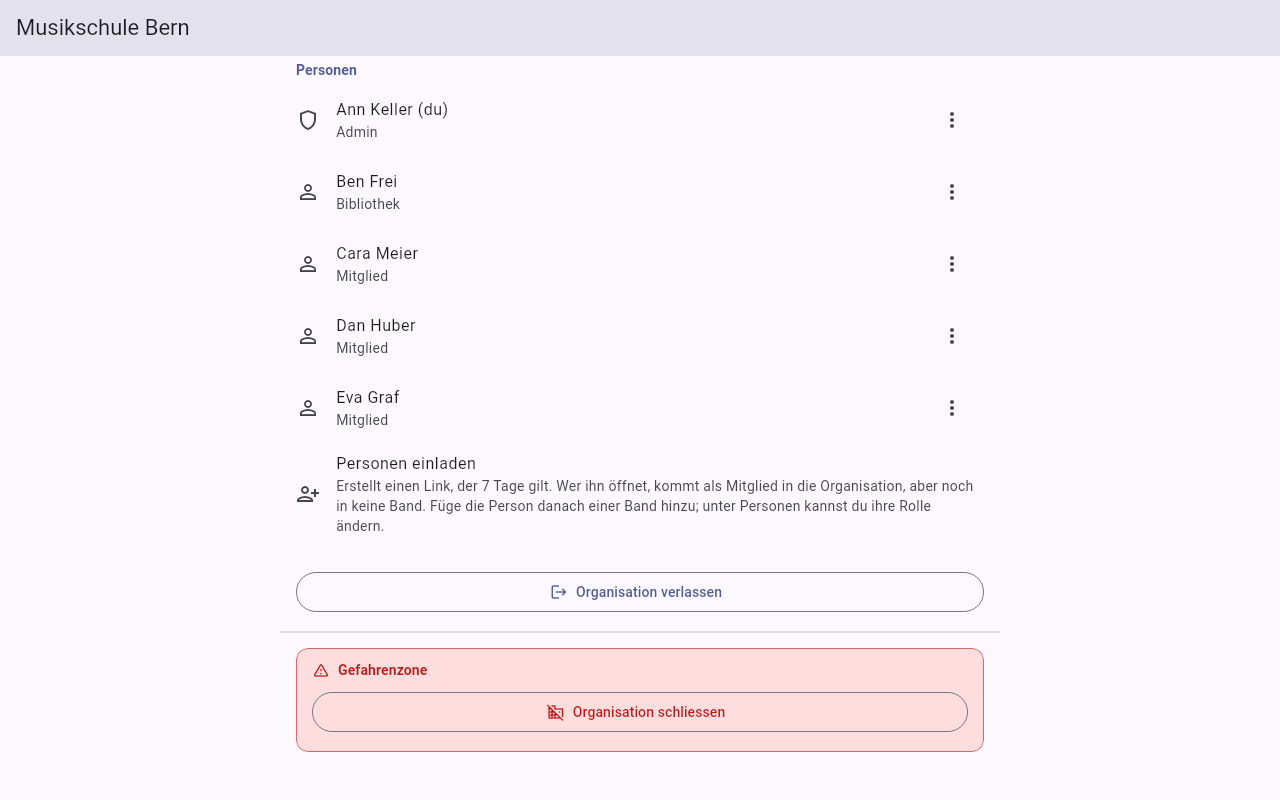 Musikschule Bern
Personen
Ann Keller (du)
Admin
Ben Frei
Bibliothek
Cara Meier
Mitglied
Dan Huber
Mitglied
Eva Graf
Mitglied
Personen einladen
Erstellt einen Link, der 7 Tage gilt. Wer ihn öffnet, kommt als Mitglied in die Organisation, aber noch
in keine Band. Füge die Person danach einer Band hinzu; unter Personen kannst du ihre Rolle
ändern.
Organisation verlassen
Gefahrenzone
Organisation schliessen